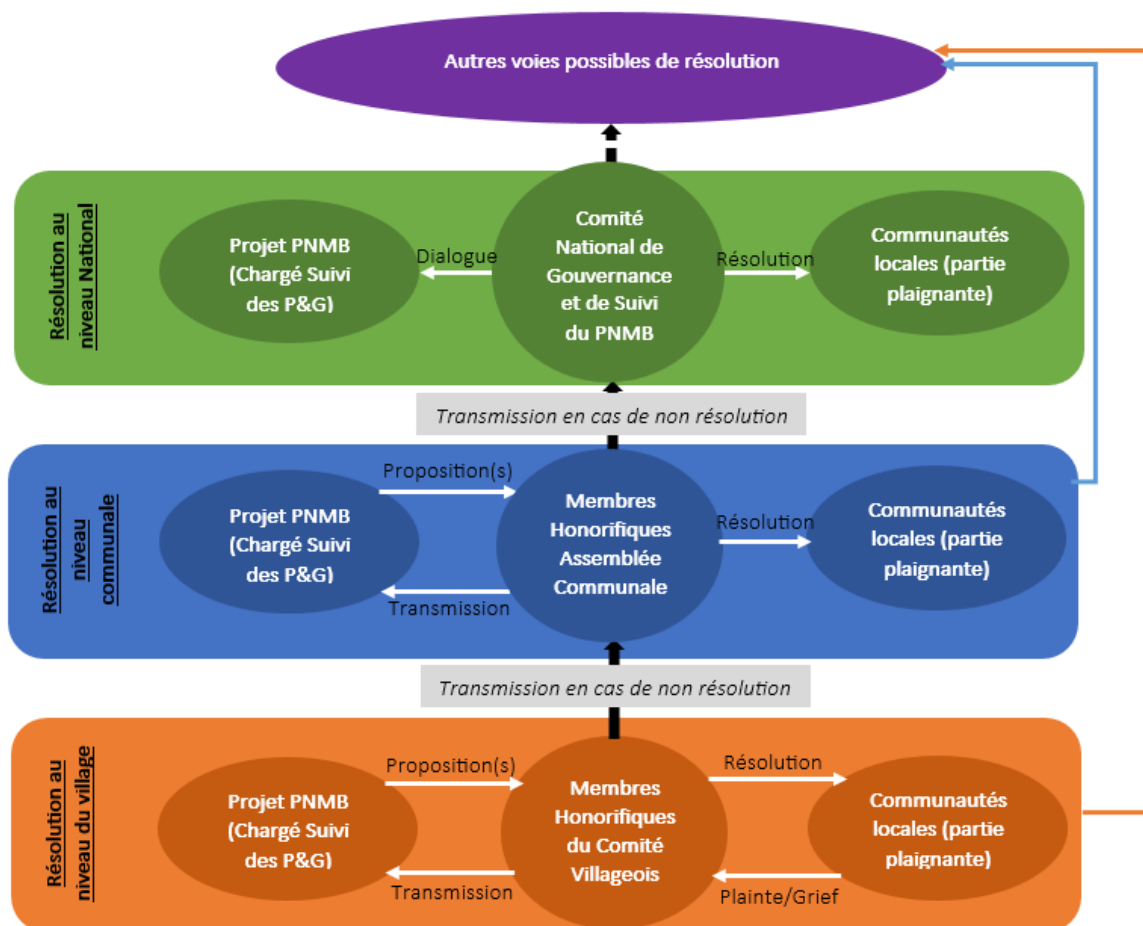 Autres voies possibles de résolution
Résolution au
niveau National
Projet PNMB
(Chargé Suivi
des P&G)
Dialogue
Comité
National de
Gouvernance
et de Suivi
du PNMB
Résolution
Communautés
locales (partie
plaignante)
Transmission en cas de non résolution
Résolution au
niveau
communale
Projet PNMB
(Chargé Suivi
des P&G)
Proposition(s)
Transmission
Membres
Honorifiques
Assemblée
Communale
Résolution
Communautés
locales (partie
plaignante)
Transmission en cas de non résolution
Résolution au
niveau du village
Projet PNMB
(Chargé Suivi
des P&G)
Proposition(s)
Transmission
Membres
Honorifiques
du Comité
Villageois
Résolution
Plainte/Grief
Communautés
locales (partie
plaignante)